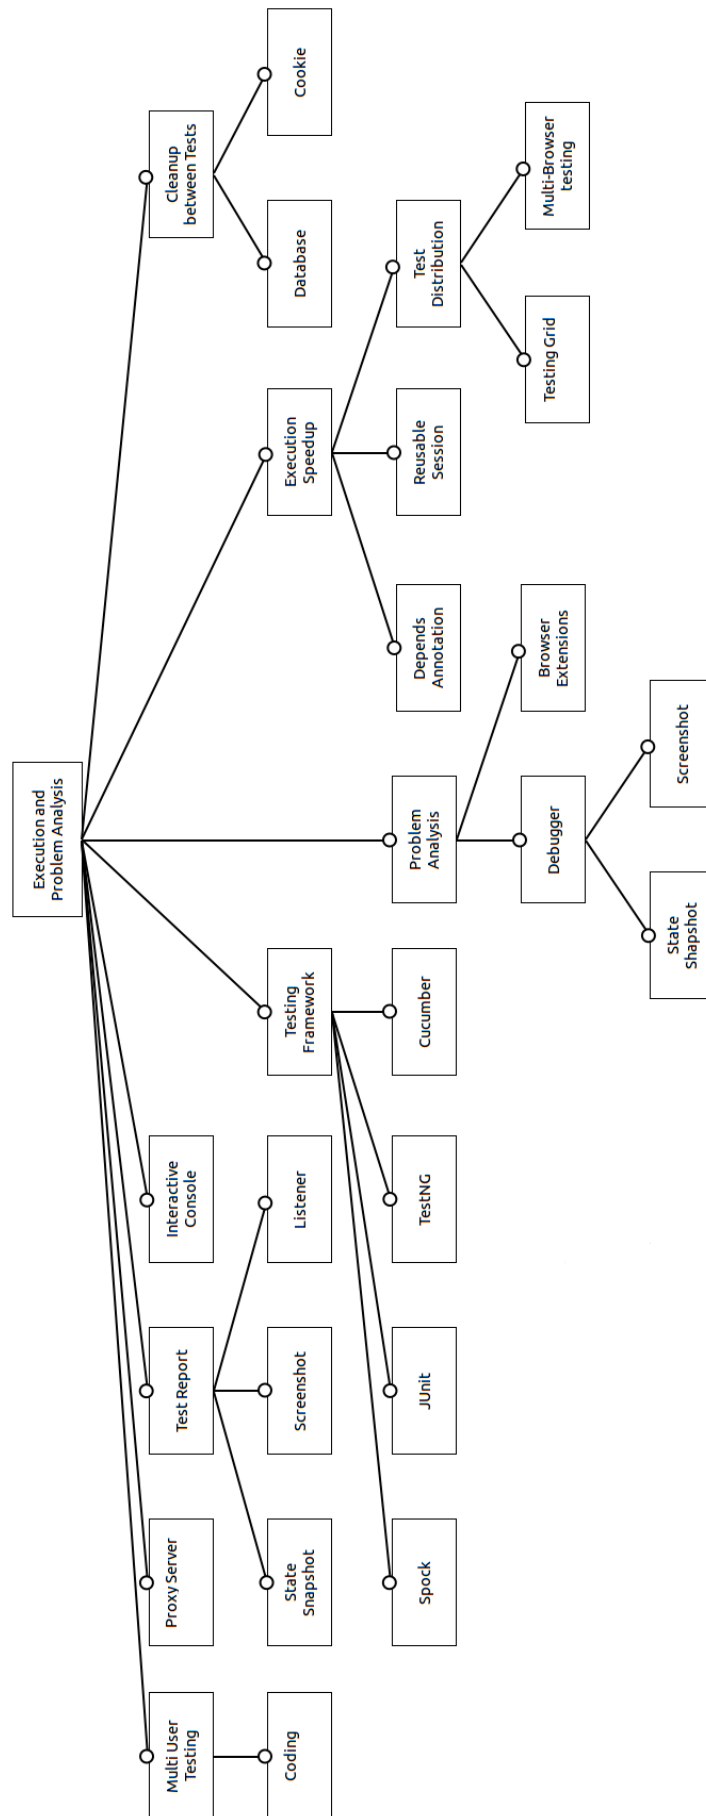 Execution and
Problem Analysis
Multi User
Testing
Proxy Server
Test Report
Interactive
Console
Cleanup
between Tests
Coding
State
Snapshot
Screenshot
Listener
Testing
Framework
Execution
Speedup
Database
Cookie
Spock
JUnit
TestNG
Cucumber
Problem
Analysis
Depends
Annotation
Reusable
Session
Test
Distribution
Debugger
Browser
Extensions
Testing Grid
Multi-Browser
testing
State
Shapshot
Screenshot